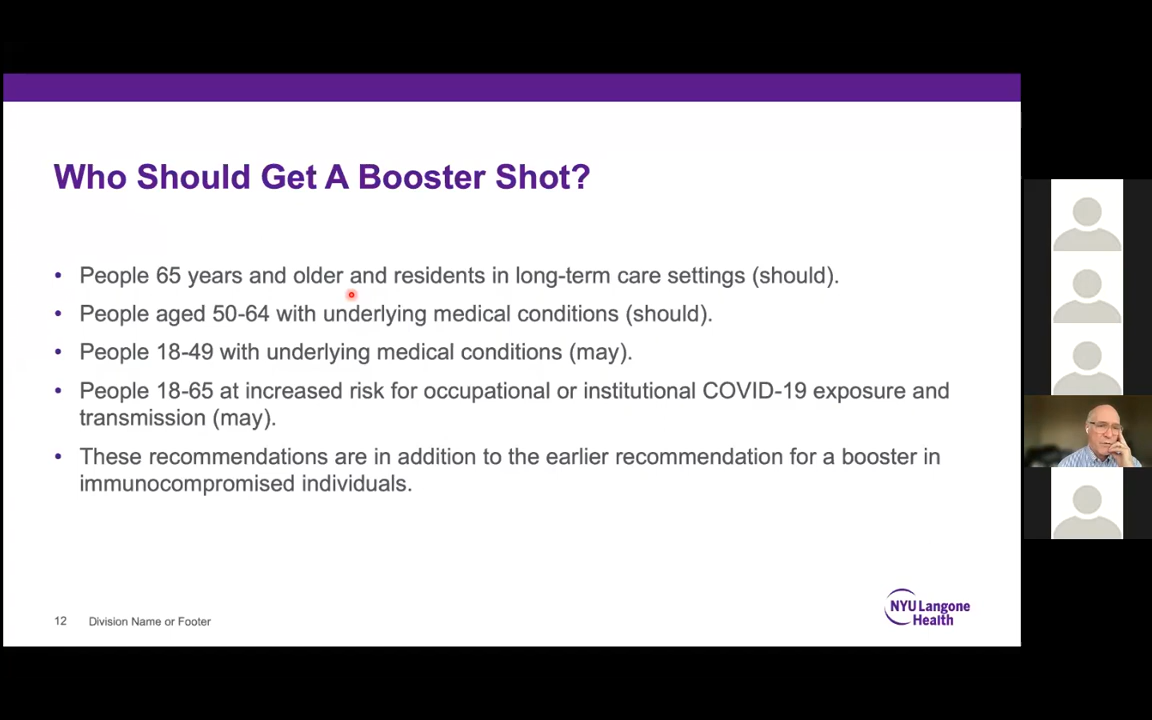 Who Should Get A Booster Shot?
• People 65 years and older and residents in long-term care settings (should).
• People aged 50-64 with underlying medical conditions (should).
• People 18-49 with underlying medical conditions (may).
• People 18-65 at increased risk for occupational or institutional COVID-19 exposure and
transmission (may).
• These recommendations are in addition to the earlier recommendation for a booster in
immunocompromised individuals.
12 Division Name or Footer
NYU Langone
Health